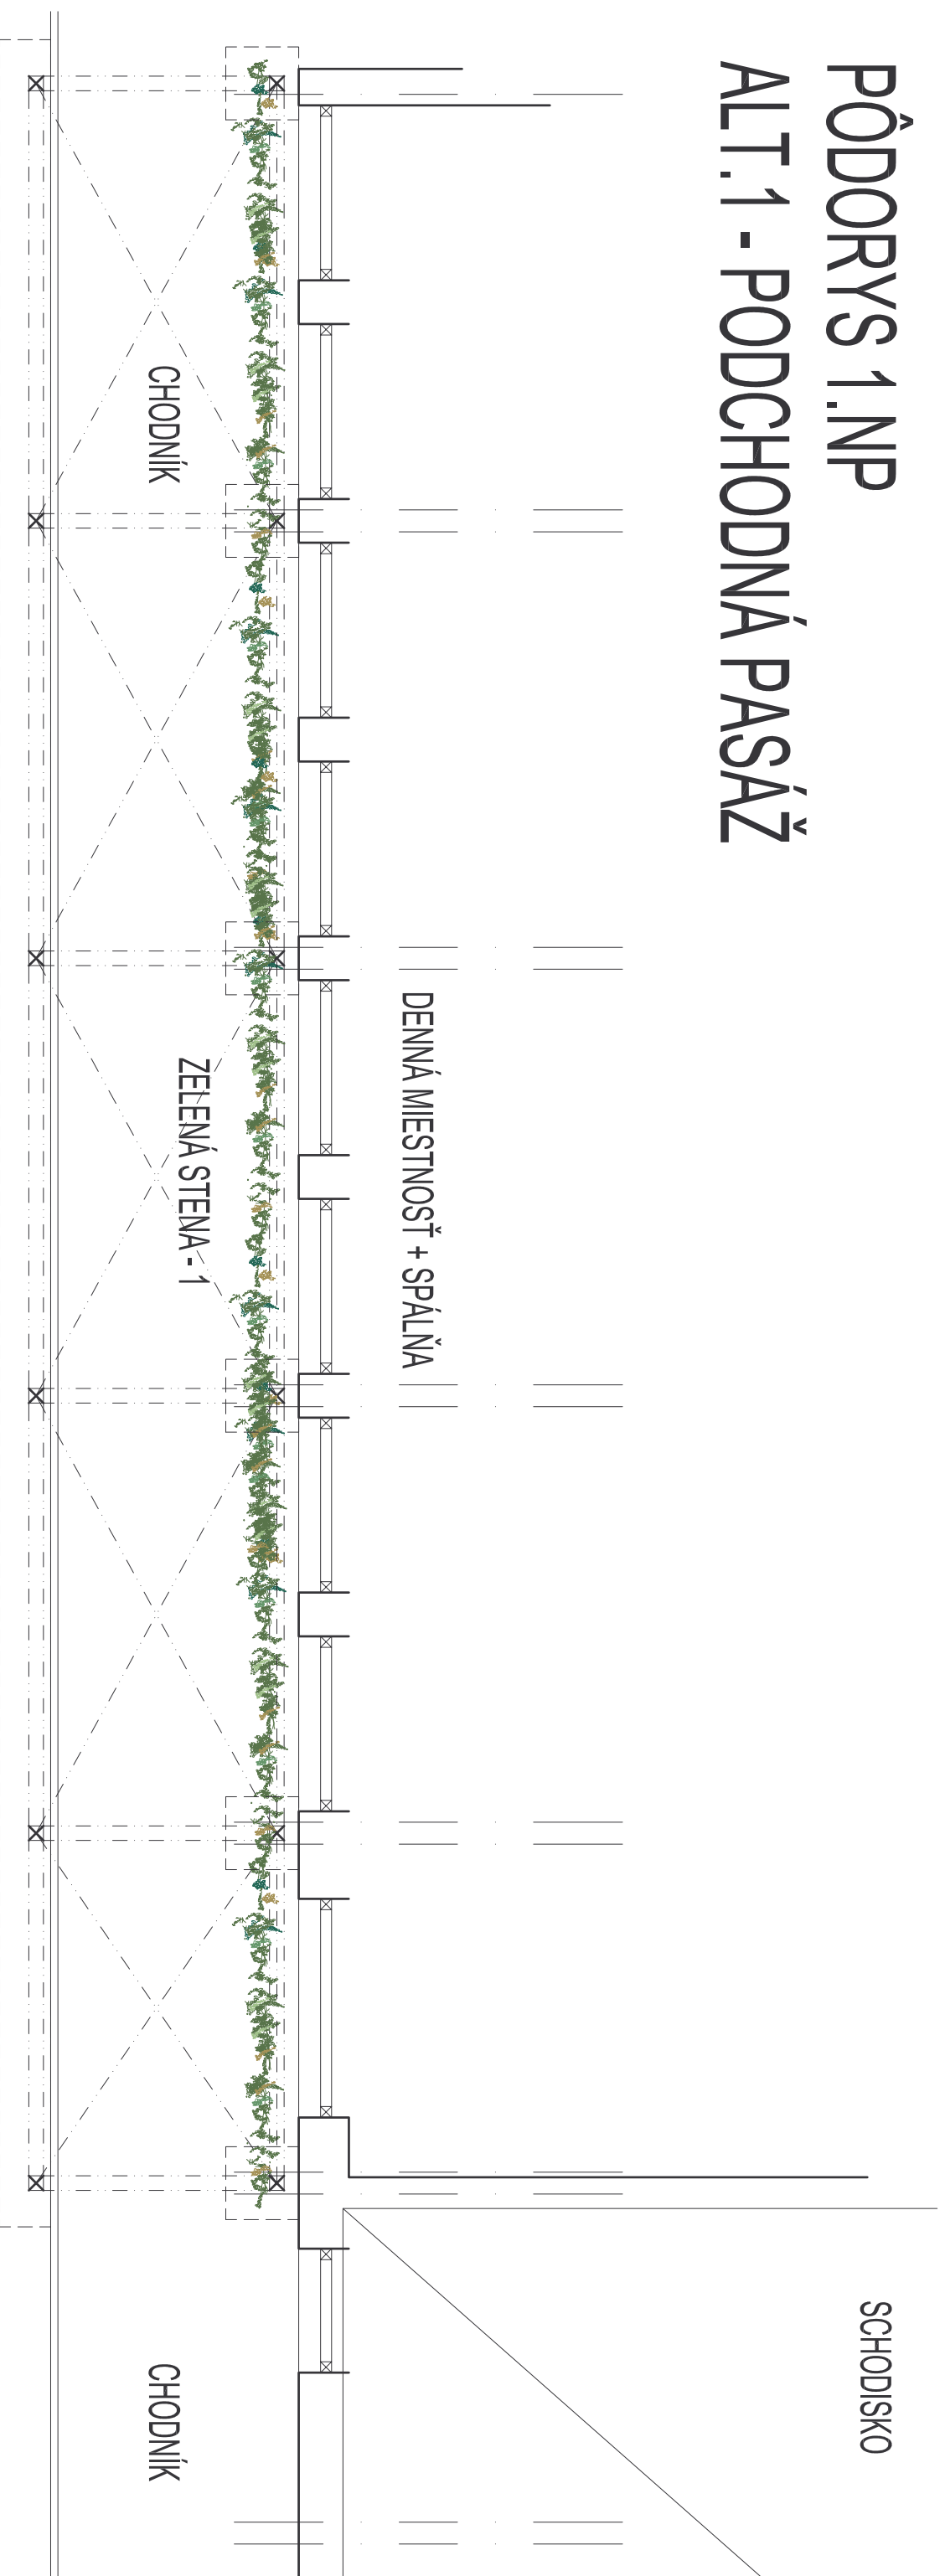 PÔDORYS 1.NP
ALT.1 - PODCHODNÁ PASÁŽ
SCHODISKO
DENNÁ MIESTNOSŤ + SPÁLŇA
ZELENÁ STENA - 1
CHODNÍK
CHODNÍK